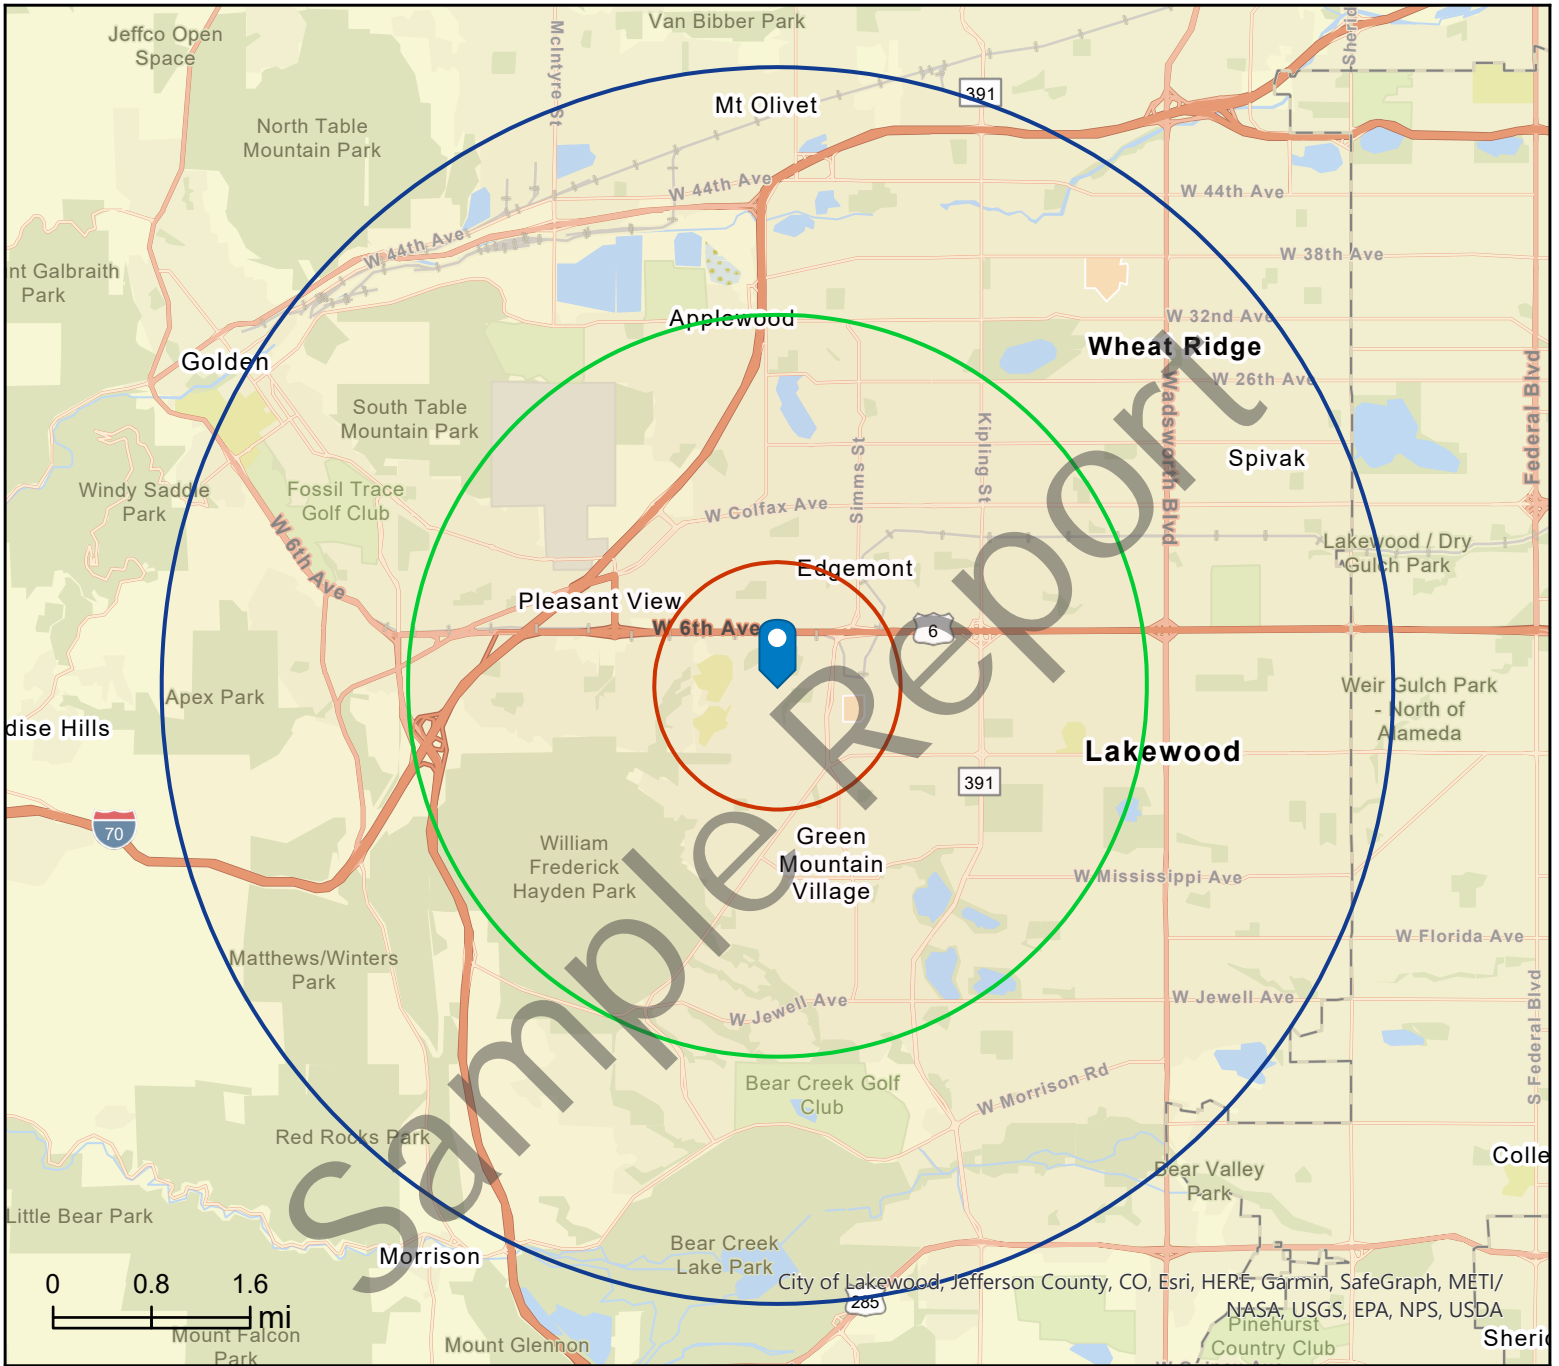 Jeffco Open
Space
Van Bibber Park
McIntyre St
Sherid
7
Mt Olivet
391
North Table
Mountain Park
W 44th Ave
W 44th Ave
W 44th Ave
W 38th Ave
nt Galbraith
Park
Applewood
W 32nd Ave
Wheat Ridge
Golden
W 26th Ave
South Table
Mountain Park
Wadsworth Blvd
Federal Blvd
Kipling St
Simms St
Spivak
Windy Saddle
Park
Fossil Trace
Golf Club
W Colfax Ave
W 6th Ave
Lakewood / Dry
Gulch Park
Edgemont
Pleasant View
W 6th Ave
6
Apex Park
Weir Gulch Park
- North of
Alameda
dise Hills
Lakewood
391
70
William
Frederick
Hayden Park
Green
Mountain
Village
W Mississippi Ave
W Florida Ave
Matthews/Winters
Park
W Jewell Ave
W Jewell Ave
S Federal Blvd
Bear Creek Golf
Club
W Morrison Rd
Red Rocks Park
Colle
Bear Valley
Park
Little Bear Park
Morrison
Bear Creek
Lake Park
Sample Report
0 0.8 1.6
mi
City of Lakewood, Jefferson County, CO, Esri, HERE, Garmin, SafeGraph, METI/
NASA, USGS, EPA, NPS, USDA
285
Mount Falcon
Park
Mount Glennon
Pinehurst
Country Club
Sherid